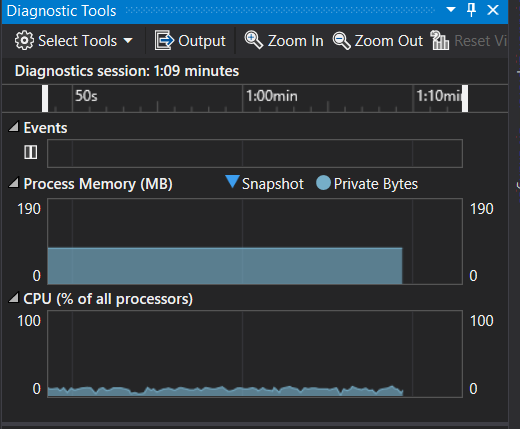 Diagnostic Tools
Select Tools Output Zoom In Zoom Out Reset Vi
Diagnostics session: 1:09 minutes
50s 1:00min 1:10min
Events
Process Memory (MB) Snapshot Private Bytes
190 190
0 0
CPU (% of all processors)
100 100
0 0